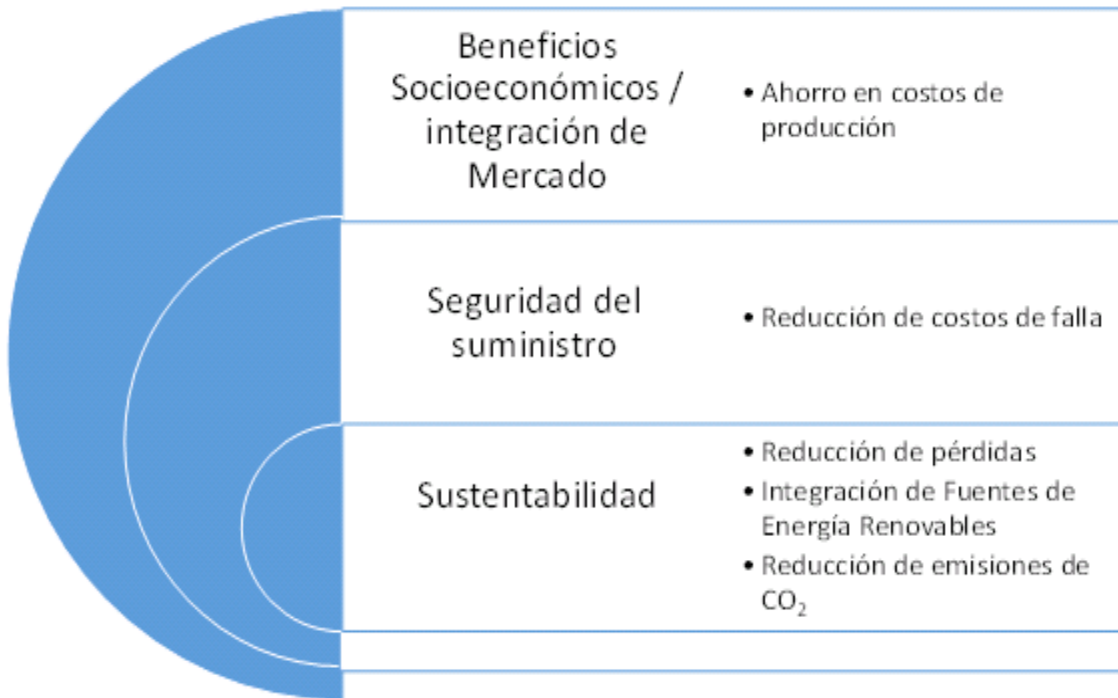 Beneficios
Socioeconómicos /
integración de
Mercado
• Ahorro en costos de
producción
Seguridad del
suministro
• Reducción de costos de falla
Sustentabilidad
• Reducción de pérdidas
• Integración de Fuentes de
Energía Renovables
• Reducción de emisiones de
CO₂